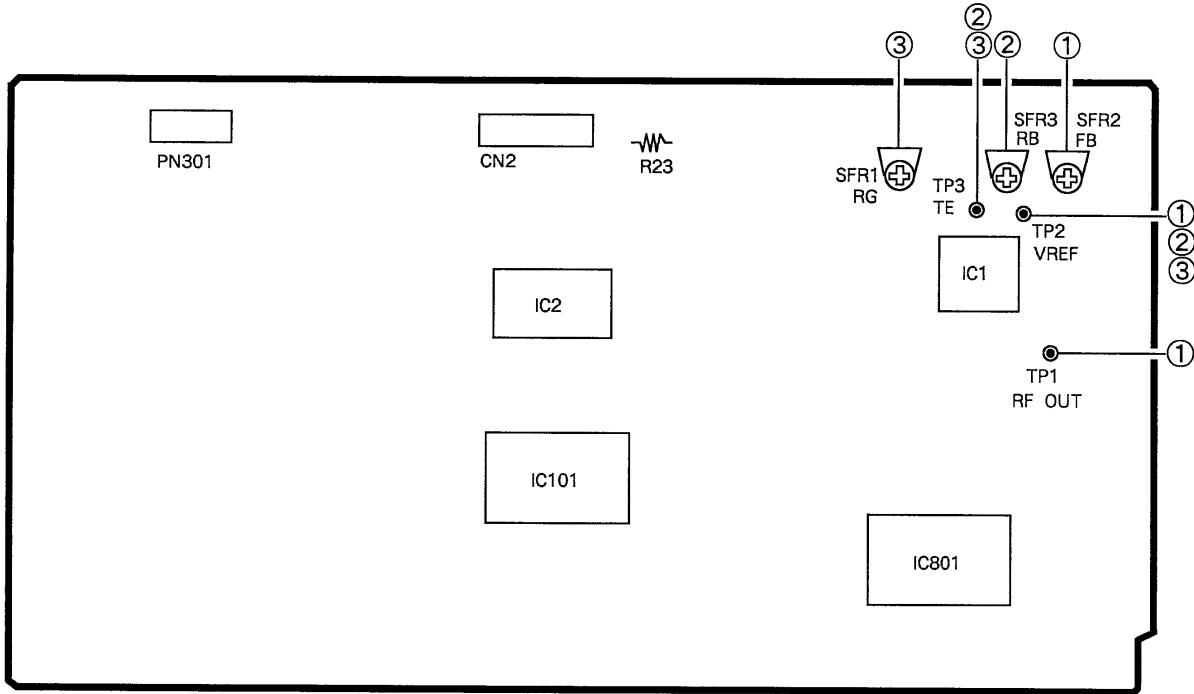 ②
③ ③ ② ①
PN301
CN2
R23
SFR1
RG
TP3
TE
SFR3
RB
SFR2
FB
TP2
VREF
①
②
③
IC1
IC2
TP1
RF OUT
①
IC101
IC801